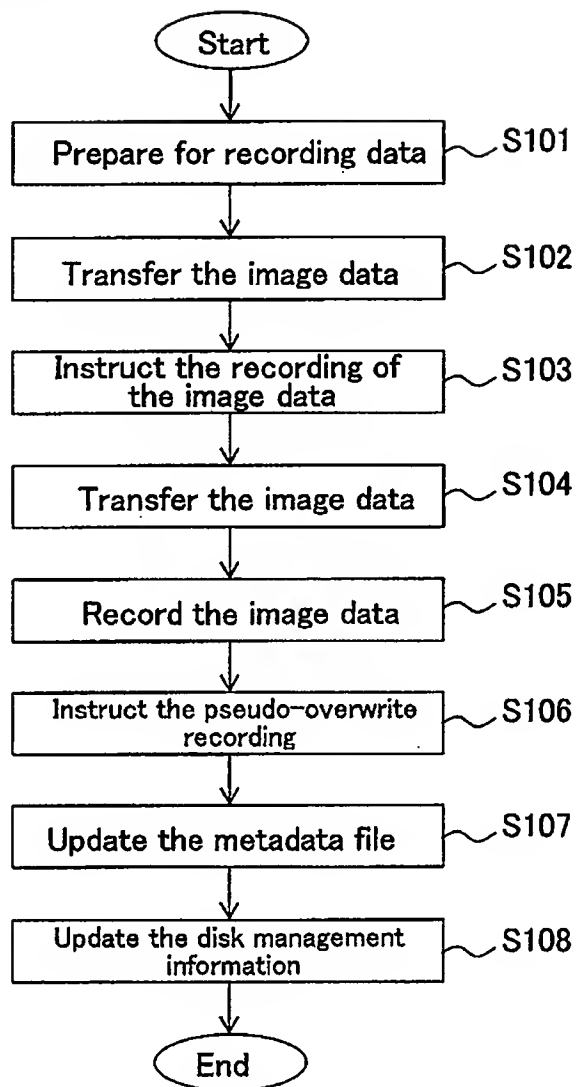 Start
Prepare for recording data
S101
Transfer the image data
S102
Instruct the recording of
the image data
S103
Transfer the image data
S104
Record the image data
S105
Instruct the pseudo-overwrite
recording
S106
Update the metadata file
S107
Update the disk management
information
S108
End